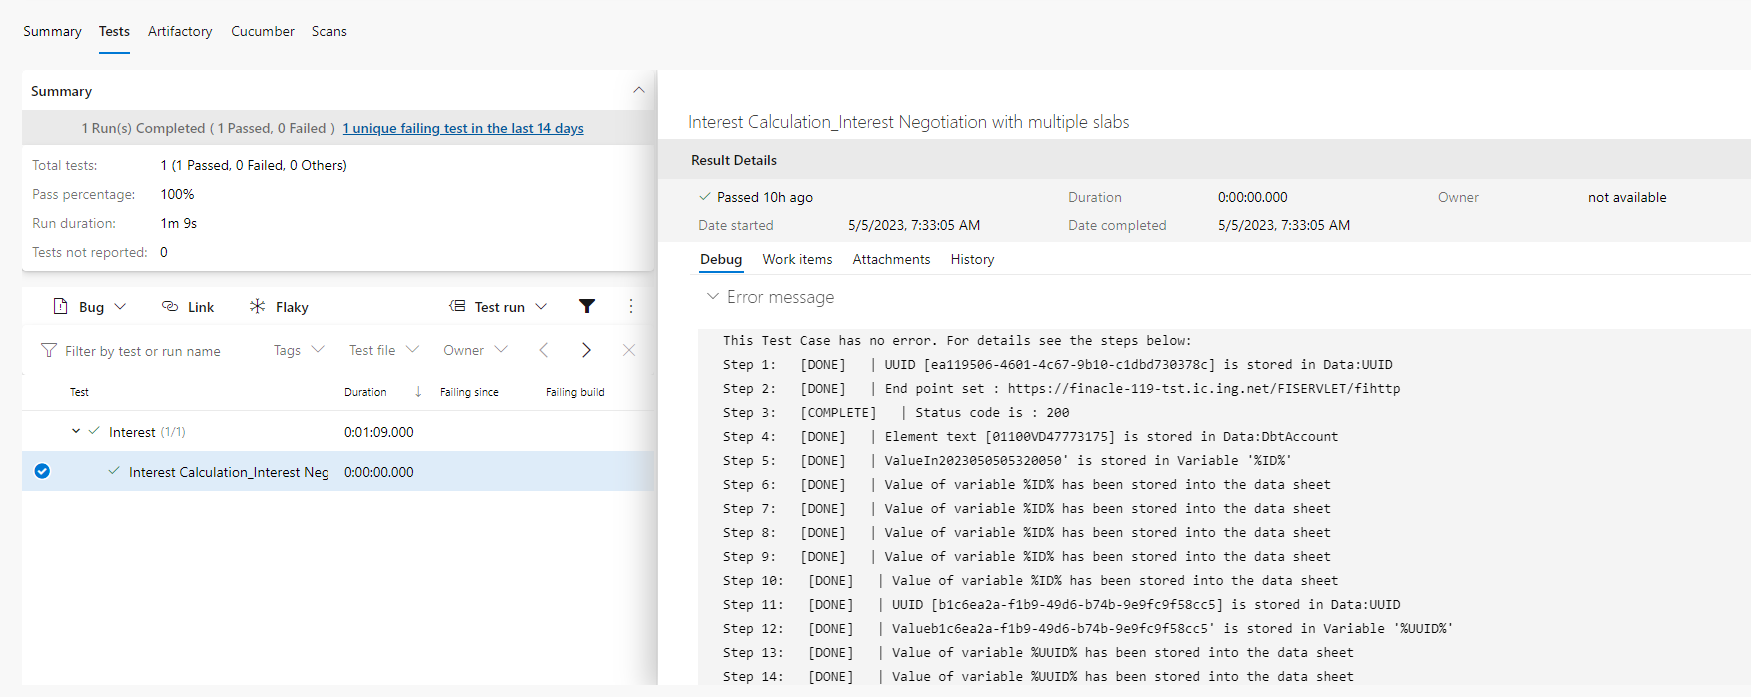 Summary Tests Artifactory Cucumber Scans
Summary
1 Run(s) Completed ( 1 Passed, 0 Failed ) 1 unique failing test in the last 14 days
Total tests: 1 (1 Passed, 0 Failed, 0 Others)
Pass percentage: 100%
Run duration: 1m 9s
Tests not reported: 0
Bug Link Flaky Test run
Filter by test or run name Tags Test file Owner
Test Duration Failing since Failing build
Interest (1/1) 0:01:09.000
Interest Calculation_Interest Neg 0:00:00.000
Interest Calculation_Interest Negotiation with multiple slabs
Result Details
Passed 10h ago Duration 0:00:00.000 Owner not available
Date started 5/5/2023, 7:33:05 AM Date completed 5/5/2023, 7:33:05 AM
Debug Work items Attachments History
Error message
This Test Case has no error. For details see the steps below:
Step 1: [DONE] | UUID [ea119506-4601-4c67-9b10-c1dbd730378c] is stored in Data:UUID
Step 2: [DONE] | End point set : https://finacle-119-tst.ic.ing.net/FISERVLET/fihttp
Step 3: [COMPLETE] | Status code is : 200
Step 4: [DONE] | Element text [01100VD47773175] is stored in Data:DbtAccount
Step 5: [DONE] | ValueIn2023050505320050' is stored in Variable '%ID%'
Step 6: [DONE] | Value of variable %ID% has been stored into the data sheet
Step 7: [DONE] | Value of variable %ID% has been stored into the data sheet
Step 8: [DONE] | Value of variable %ID% has been stored into the data sheet
Step 9: [DONE] | Value of variable %ID% has been stored into the data sheet
Step 10: [DONE] | Value of variable %ID% has been stored into the data sheet
Step 11: [DONE] | UUID [b1c6ea2a-f1b9-49d6-b74b-9e9fc9f58cc5] is stored in Data:UUID
Step 12: [DONE] | Valueb1c6ea2a-f1b9-49d6-b74b-9e9fc9f58cc5' is stored in Variable '%UUID%'
Step 13: [DONE] | Value of variable %UUID% has been stored into the data sheet
Step 14: [DONE] | Value of variable %UUID% has been stored into the data sheet